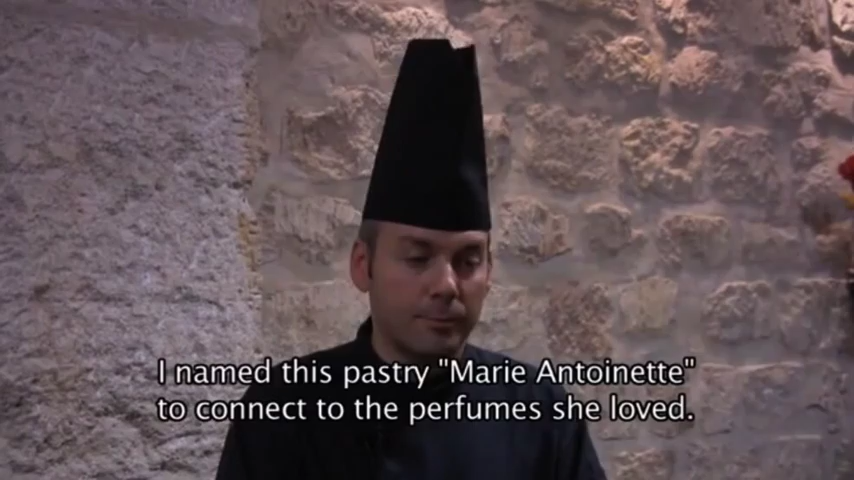 I named this pastry "Marie Antoinette"
to connect to the perfumes she loved.